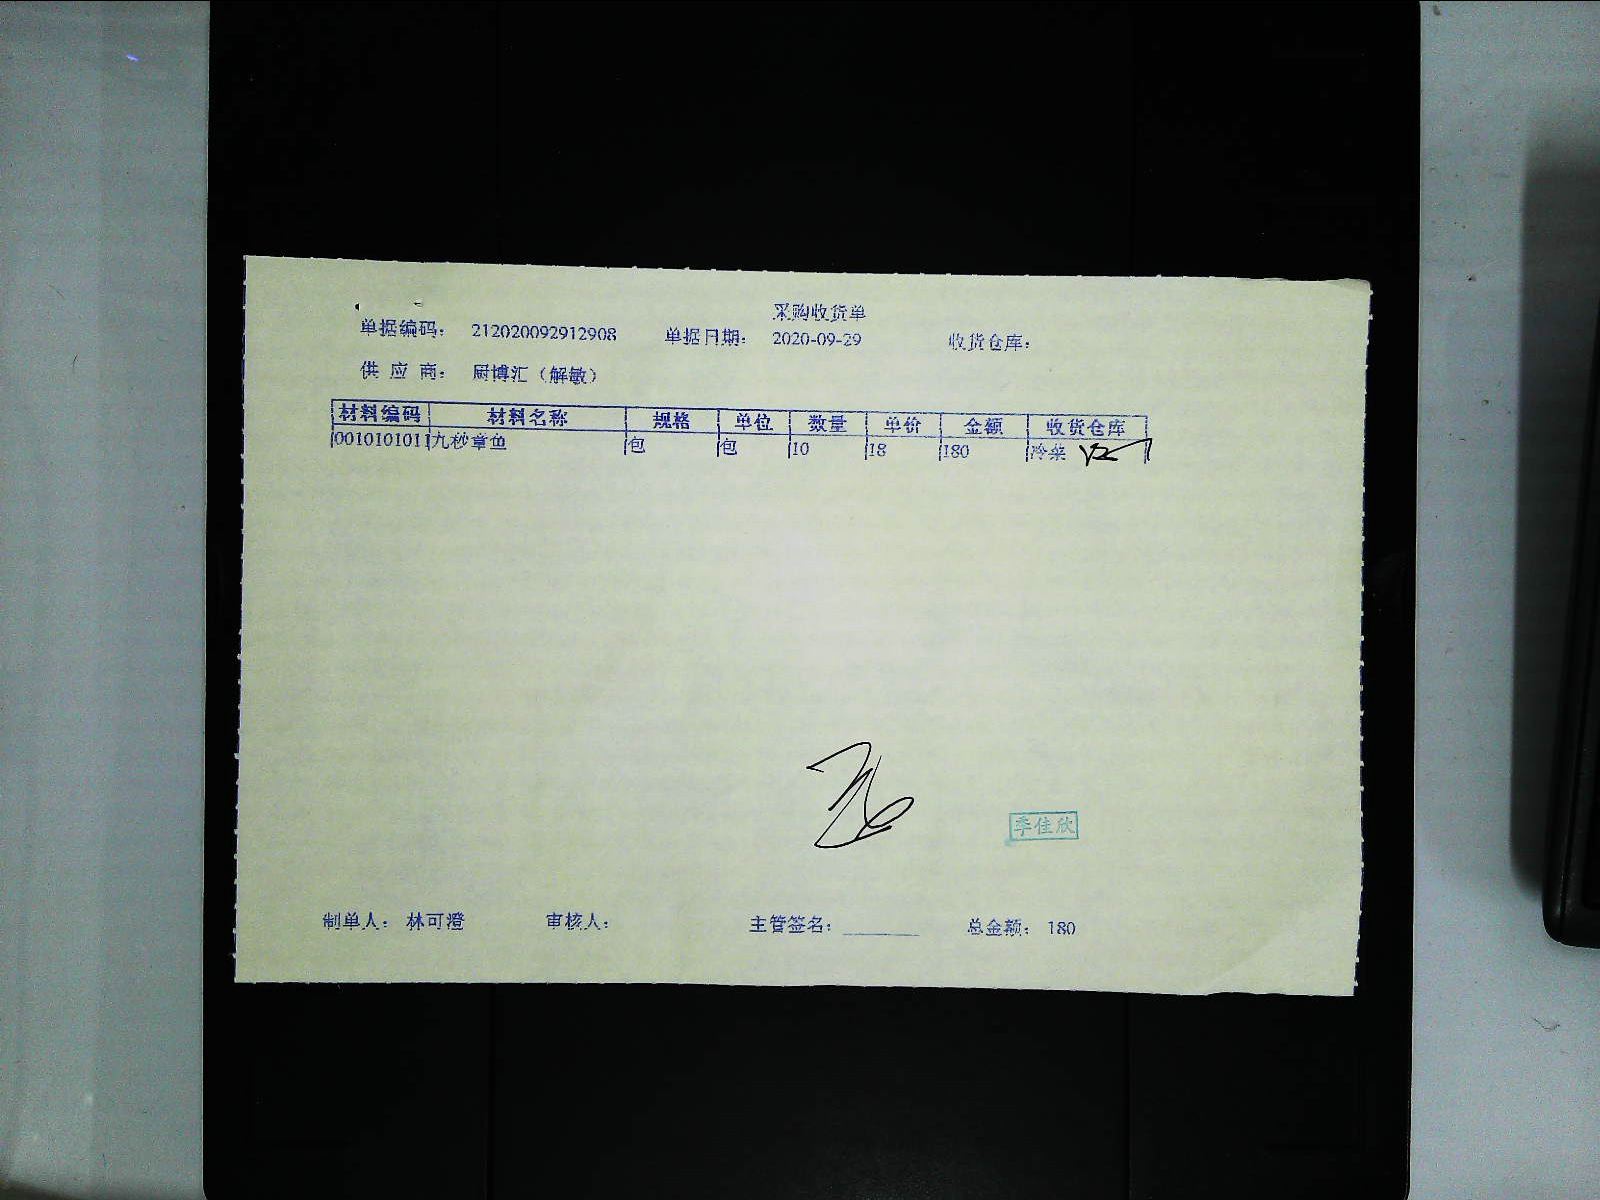 采购收货单
单据编码: 212020092912908 单据日期: 2020-09-29 收货仓库:
供 应 商: 厨博汇（解敏）
材料编码 材料名称 规格 单位 数量 单价 金额 收货仓库
0010101011 九秒章鱼 包 包 10 18 180 冷菜
李佳欣
制单人: 林可澄 审核人: 主管签名: ________ 总金额: 180